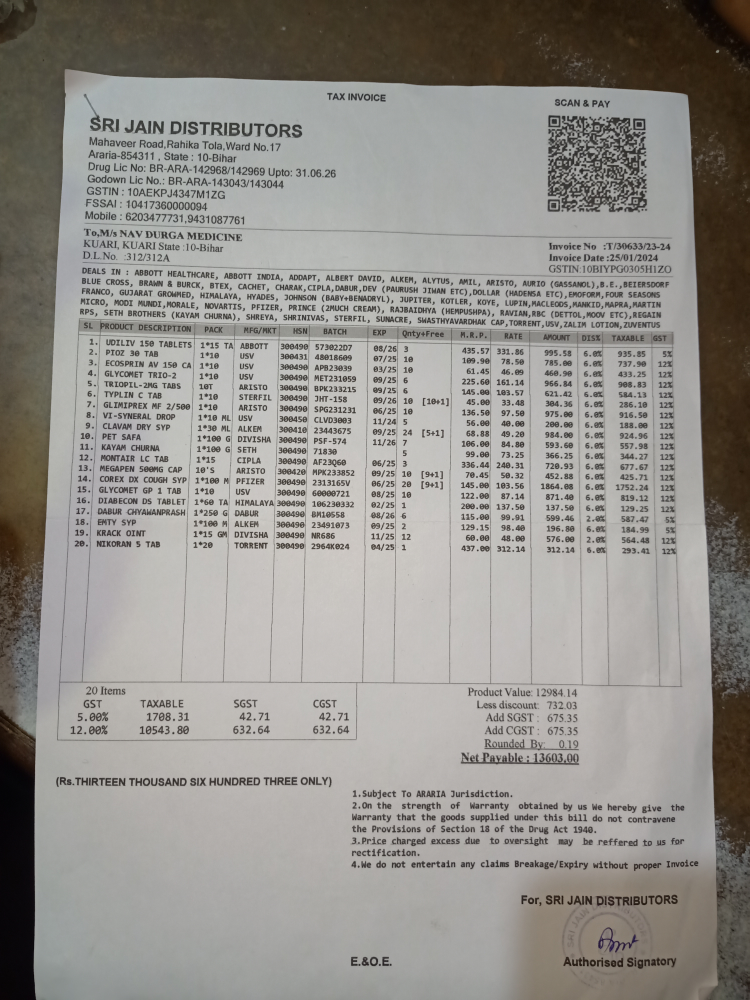 TAX INVOICE
SCAN & PAY
SRI JAIN DISTRIBUTORS
Mahaveer Road,Rahika Tola,Ward No.17
Araria-854311 , State : 10-Bihar
Drug Lic No: BR-ARA-142968/142969 Upto: 31.06.26
Godown Lic No.: BR-ARA-143043/143044
GSTIN : 10AEKPJ4347M1ZG
FSSAI : 10417360000094
Mobile : 6203477731,9431087761
To,M/s NAV DURGA MEDICINE
KUARI, KUARI State :10-Bihar
D.L. No. :312/312A
Invoice No :T/30633/23-24
Invoice Date :25/01/2024
GSTIN:10BIYPG0305H1ZO
DEALS IN : ABBOTT HEALTHCARE, ABBOTT INDIA, ADDAPT, ALBERT DAVID, ALKEM, ALYTUS, AMIL, ARISTO, AURIO (GASSANOL),B.E.,BEIERSDORF
BLUE CROSS, BRAWN & BURCK, BTEX, CACHET, CHARAK,CIPLA,DABUR,DEV (PAURUSH JIWAN ETC),DOLLAR (HADENSA ETC),EMOFORM,FOUR SEASONS
FRANCO, GUJARAT GROWMED, HIMALAYA, HYADES, JOHNSON (BABY+BENADRYL), JUPITER, KOTLER, KOYE, LUPIN,MACLEODS,MANKID,MAPRA,MARTIN
MICRO, MODI MUNDI,MORALE, NOVARTIS, PFIZER, PRINCE (2MUCH CREAM), RAJBAIDHYA (HEMPUSHPA), RAVIAN,RBC (DETTOL,MOOV ETC),REGAIN
RPS, SETH BROTHERS (KAYAM CHURNA), SHREYA, SHRINIVAS, STERFIL, SUNACRE, SWASTHYAVARDHAK CAP,TORRENT,USV,ZALIM LOTION,ZUVENTUS
SL PRODUCT DESCRIPTION PACK MFG/MKT HSN BATCH EXP Qnty+Free M.R.P. RATE AMOUNT DIS% TAXABLE GST
1. UDILIV 150 TABLETS 1*15 TA ABBOTT 300490 573022D7 08/26 3 435.57 331.86 995.58 6.0% 935.85 5%
2. PIOZ 30 TAB 1*10 USV 300431 48018609 07/25 10 109.90 78.50 785.00 6.0% 737.90 12%
3. ECOSPRIN AV 150 CA 1*10 USV 300490 APB23039 03/25 10 61.45 46.09 460.90 6.0% 433.25 12%
4. GLYCOMET TRIO-2 1*10 USV 300490 MET231059 09/25 6 225.60 161.14 966.84 6.0% 908.83 12%
5. TRIOPIL-2MG TABS 10T ARISTO 300490 BPK233215 09/25 6 145.00 103.57 621.42 6.0% 584.13 12%
6. TYPLIN C TAB 1*10 STERFIL 300490 JHT-158 09/26 10 [10+1] 45.00 33.48 304.36 6.0% 286.10 12%
7. GLIMIPREX MF 2/500 1*10 ARISTO 300490 SPG231231 06/25 10 136.50 97.50 975.00 6.0% 916.50 12%
8. VI-SYNERAL DROP 1*10 ML USV 300450 CLVD3003 11/24 5 56.00 40.00 200.00 6.0% 188.00 12%
9. CLAVAM DRY SYP 1*30 ML ALKEM 300410 23443675 09/25 24 [5+1] 68.88 49.20 984.00 6.0% 924.96 12%
10. PET SAFA 1*100 G DIVISHA 300490 PSF-574 11/26 7 106.00 84.80 593.60 6.0% 557.98 12%
11. KAYAM CHURNA 1*100 G SETH 300490 71830 5 99.00 73.25 366.25 6.0% 344.27 12%
12. MONTAIR LC TAB 1*15 CIPLA 300490 AF23Q60 06/25 3 336.44 240.31 720.93 6.0% 677.67 12%
13. MEGAPEN 500MG CAP 10'S ARISTO 300420 MPK233852 09/25 10 [9+1] 70.45 50.32 452.88 6.0% 425.71 12%
14. COREX DX COUGH SYP 1*100 M PFIZER 300490 2313165V 06/25 20 [9+1] 145.00 103.56 1864.08 6.0% 1752.24 12%
15. GLYCOMET GP 1 TAB 1*10 USV 300490 60000721 08/25 10 122.00 87.14 871.40 6.0% 819.12 12%
16. DIABECON DS TABLET 1*60 TA HIMALAYA 300490 106230332 02/25 1 200.00 137.50 137.50 6.0% 129.25 12%
17. DABUR CHYAWANPRASH 1*250 G DABUR 300490 BM10558 08/26 6 115.00 99.91 599.46 2.0% 587.47 5%
18. EMTY SYP 1*100 M ALKEM 300490 23491073 09/25 2 129.15 98.40 196.80 6.0% 184.99 5%
19. KRACK OINT 1*15 GM DIVISHA 300490 NR686 11/25 12 60.00 48.00 576.00 2.0% 564.48 12%
20. NIKORAN 5 TAB 1*20 TORRENT 300490 2964K024 04/25 1 437.00 312.14 312.14 6.0% 293.41 12%
20 Items
GST TAXABLE SGST CGST
5.00% 1708.31 42.71 42.71
12.00% 10543.80 632.64 632.64
Product Value: 12984.14
Less discount: 732.03
Add SGST : 675.35
Add CGST : 675.35
Rounded By: 0.19
Net Payable : 13603.00
(Rs.THIRTEEN THOUSAND SIX HUNDRED THREE ONLY)
1.Subject To ARARIA Jurisdiction.
2.On the strength of Warranty obtained by us We hereby give the
Warranty that the goods supplied under this bill do not contravene
the Provisions of Section 18 of the Drug Act 1940.
3.Price charged excess due to oversight may be reffered to us for
rectification.
4.We do not entertain any claims Breakage/Expiry without proper Invoice
For, SRI JAIN DISTRIBUTORS
Authorised Signatory
E.&O.E.